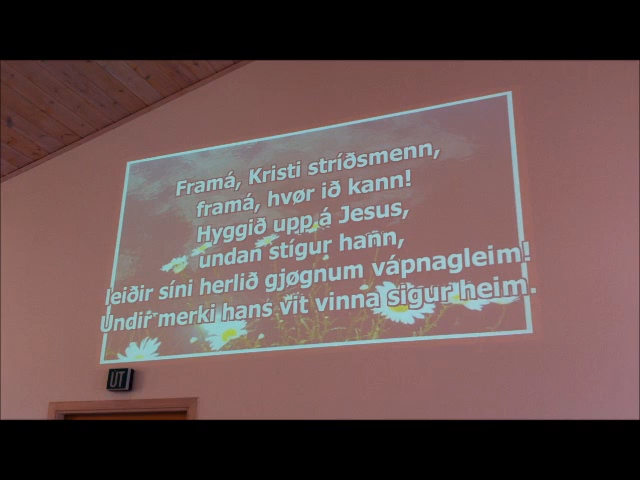 Framá, Kristi stríðsmenn,
framá, hvør ið kann!
Hyggið upp á Jesus,
undan stígur hann,
leiðir síni herlið gjøgnum vápnagleim!
Undir merki hans vit vinna sigur heim.
UT